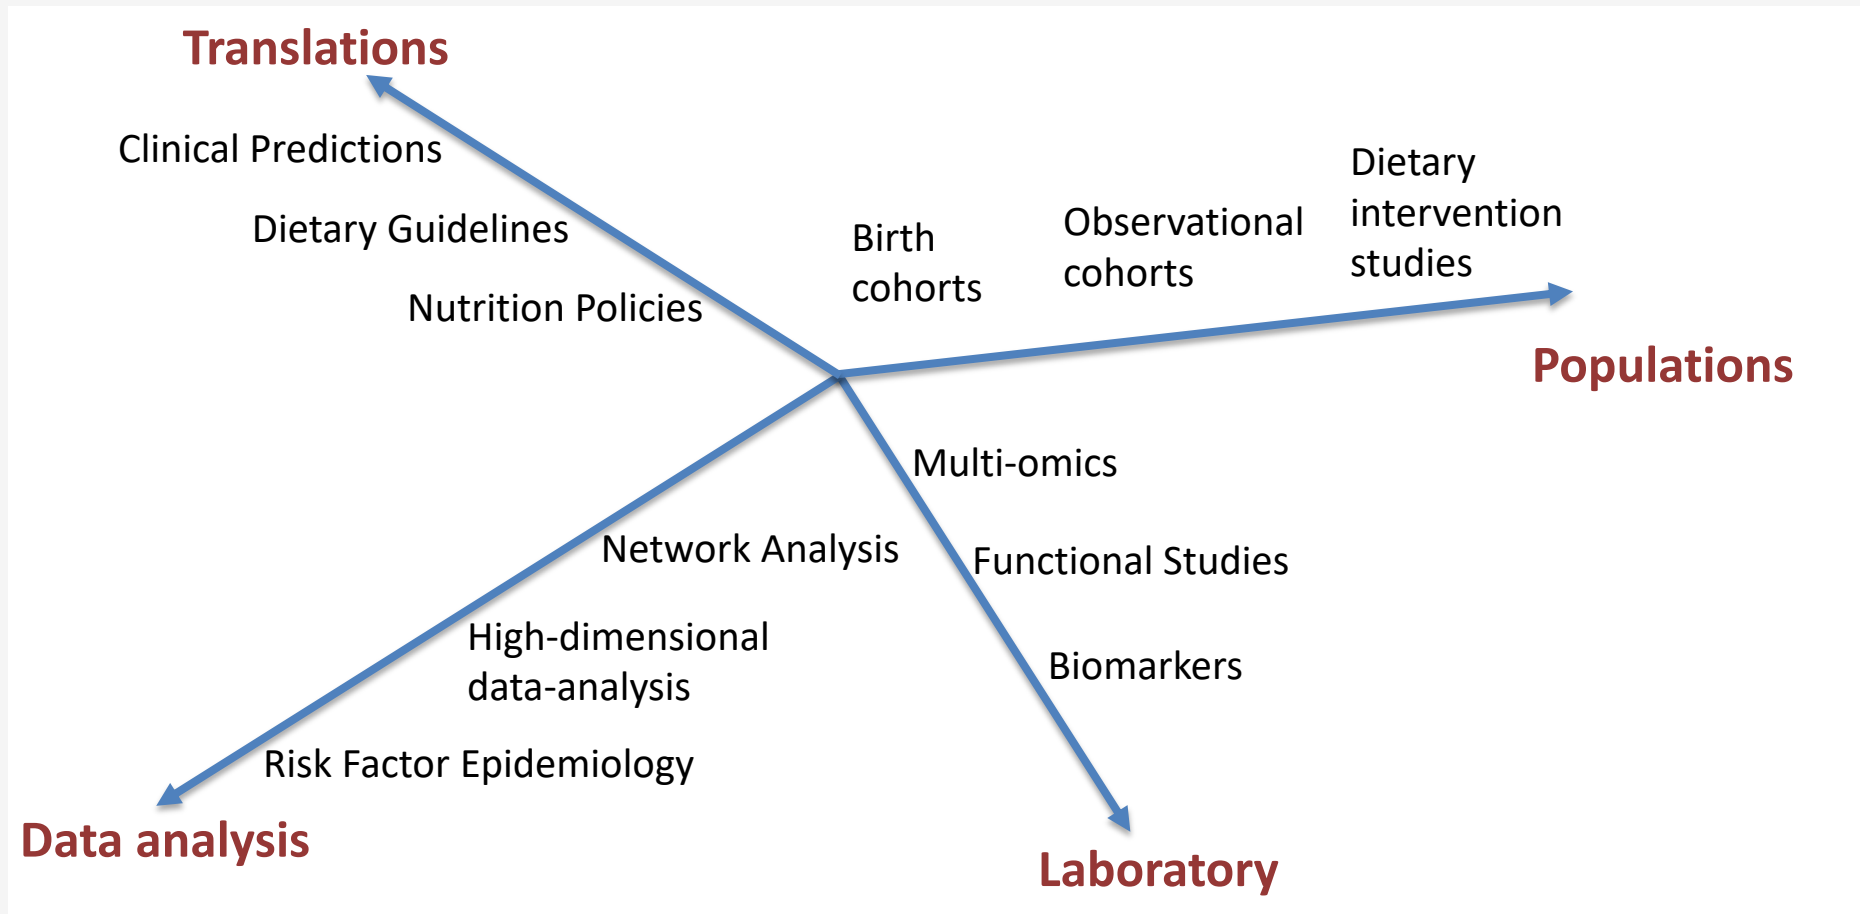 Translations
Clinical Predictions
Dietary Guidelines
Nutrition Policies
Birth
cohorts
Observational
cohorts
Dietary
intervention
studies
Populations
Multi-omics
Functional Studies
Biomarkers
Laboratory
Network Analysis
High-dimensional
data-analysis
Risk Factor Epidemiology
Data analysis